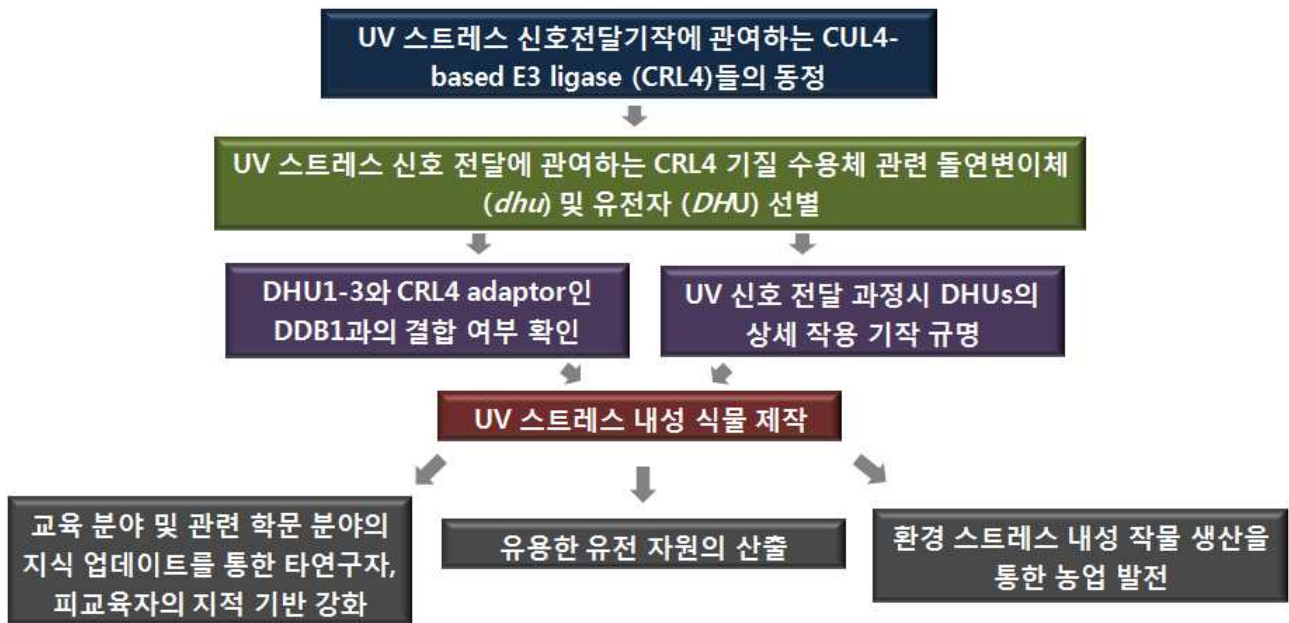 UV 스트레스 신호전달기작에 관여하는 CUL4-
based E3 ligase (CRL4)들의 동정
UV 스트레스 신호 전달에 관여하는 CRL4 기질 수용체 관련 돌연변이체
(dhu) 및 유전자 (DHU) 선별
DHU1-3와 CRL4 adaptor인
DDB1과의 결합 여부 확인
UV 신호 전달 과정시 DHUs의
상세 작용 기작 규명
UV 스트레스 내성 식물 제작
교육 분야 및 관련 학문 분야의
지식 업데이트를 통한 타연구자,
피교육자의 지적 기반 강화
유용한 유전 자원의 산출
환경 스트레스 내성 작물 생산을
통한 농업 발전